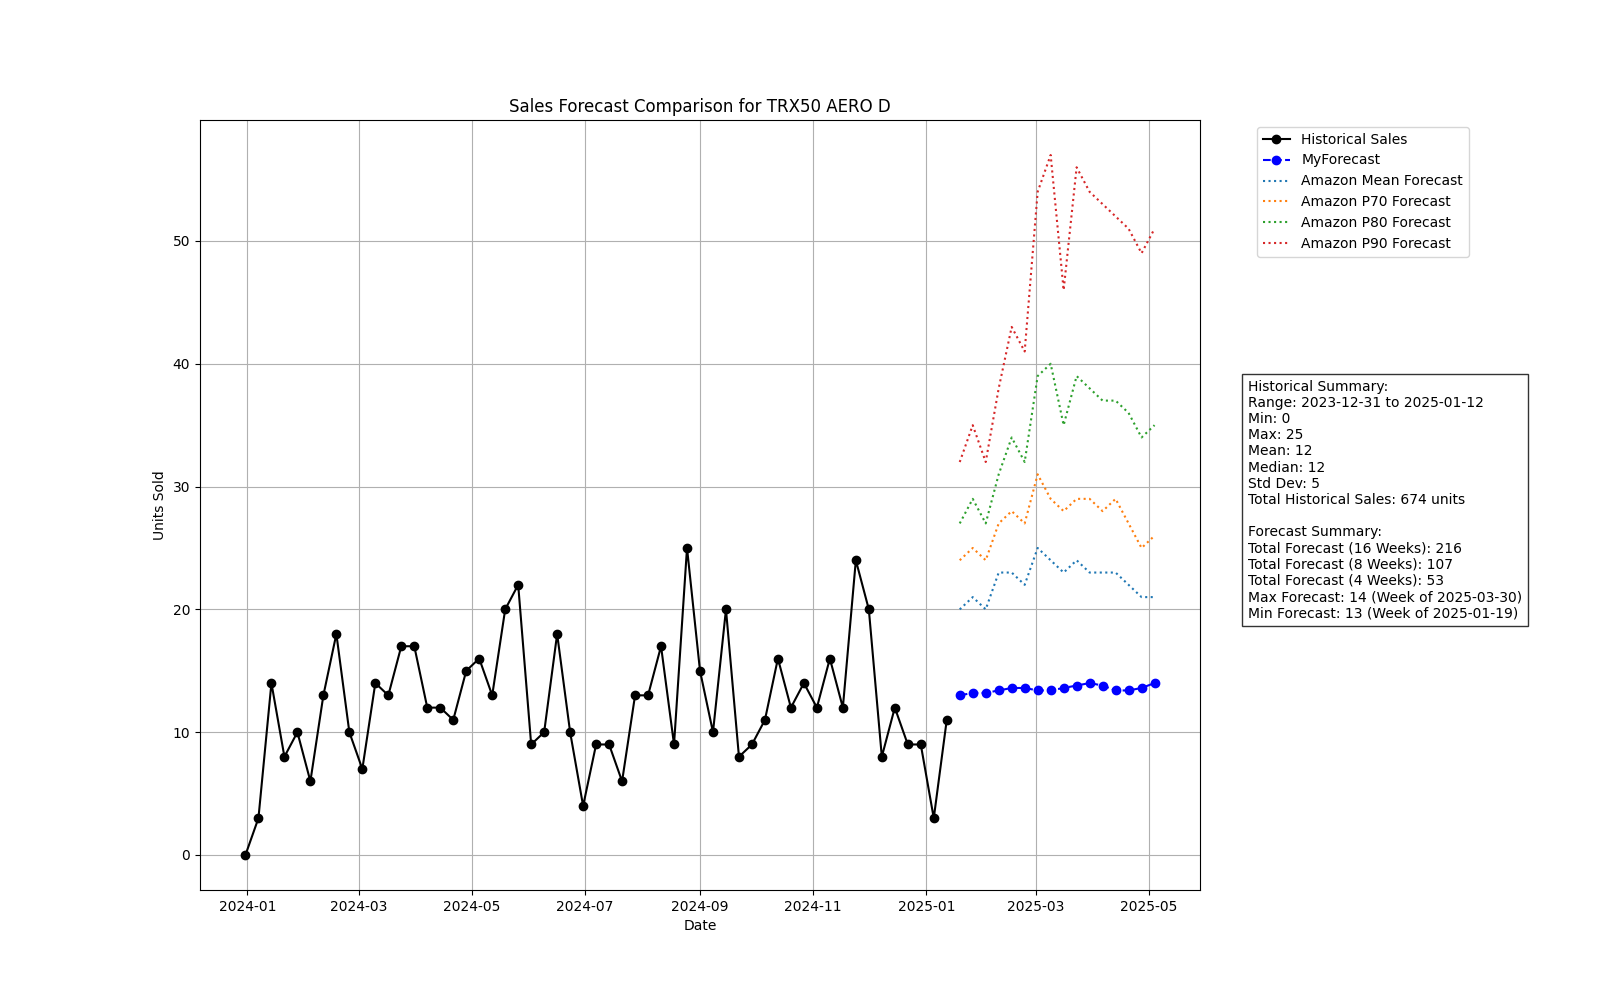 Sales Forecast Comparison for TRX50 AERO D
Historical Sales
MyForecast
Amazon Mean Forecast
Amazon P70 Forecast
Amazon P80 Forecast
Amazon P90 Forecast
50
40
30
20
10
0
Units Sold
2024-01
2024-03
2024-05
2024-07
2024-09
2024-11
2025-01
2025-03
2025-05
Date
Historical Summary:
Range: 2023-12-31 to 2025-01-12
Min: 0
Max: 25
Mean: 12
Median: 12
Std Dev: 5
Total Historical Sales: 674 units
Forecast Summary:
Total Forecast (16 Weeks): 216
Total Forecast (8 Weeks): 107
Total Forecast (4 Weeks): 53
Max Forecast: 14 (Week of 2025-03-30)
Min Forecast: 13 (Week of 2025-01-19)